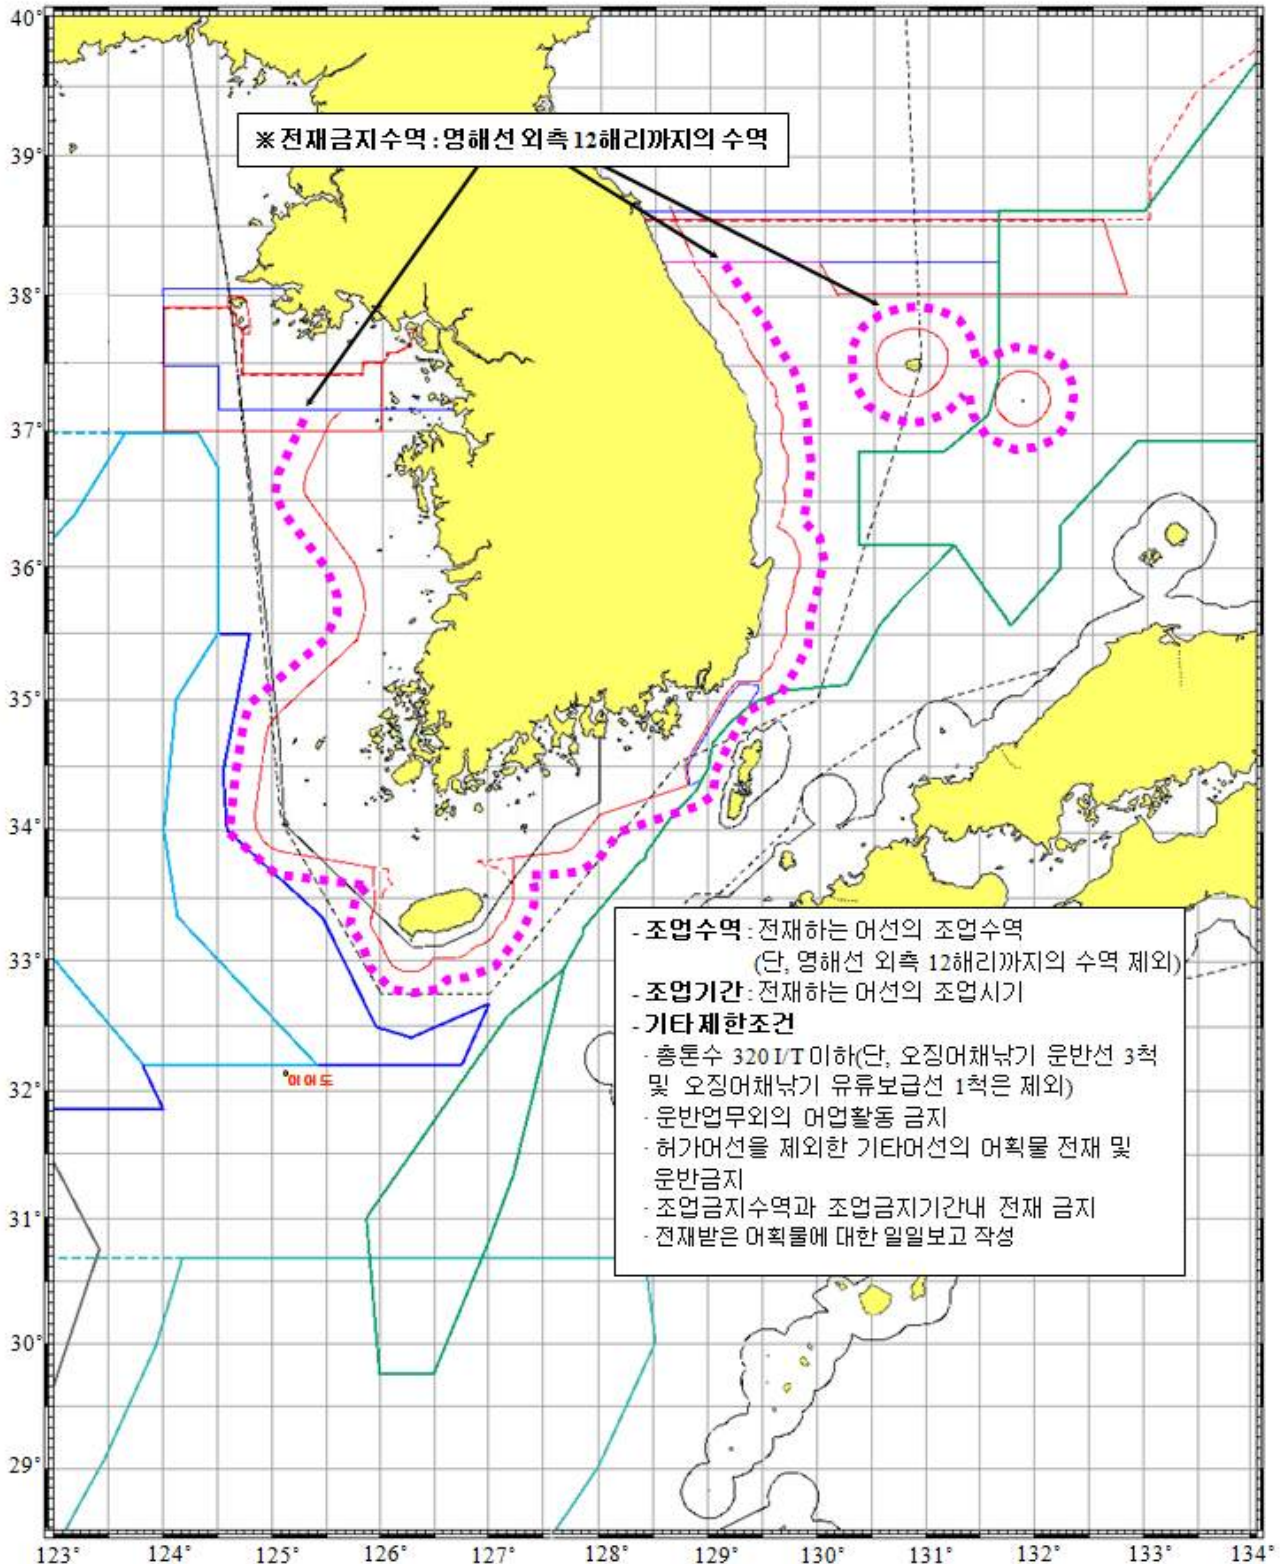 40°
※ 전재금지수역 : 영해선 외측 12해리까지의 수역
39°
38°
37°
36°
35°
34°
33°
32°
31°
30°
29°
- 조업수역 : 전재하는 어선의 조업수역
(단, 영해선 외측 12해리까지의 수역 제외)
- 조업기간 : 전재하는 어선의 조업시기
- 기타제한조건
· 총톤수 320 I/T 이하(단, 오징어채낚기 운반선 3척
및 오징어채낚기 유류보급선 1척은 제외)
· 운반업무외의 어업활동 금지
· 허가어선을 제외한 기타어선의 어획물 전재 및
운반금지
· 조업금지수역과 조업금지기간내 전재 금지
· 전재받은 어획물에 대한 일일보고 작성
이어도
123° 124° 125° 126° 127° 128° 129° 130° 131° 132° 133° 134°